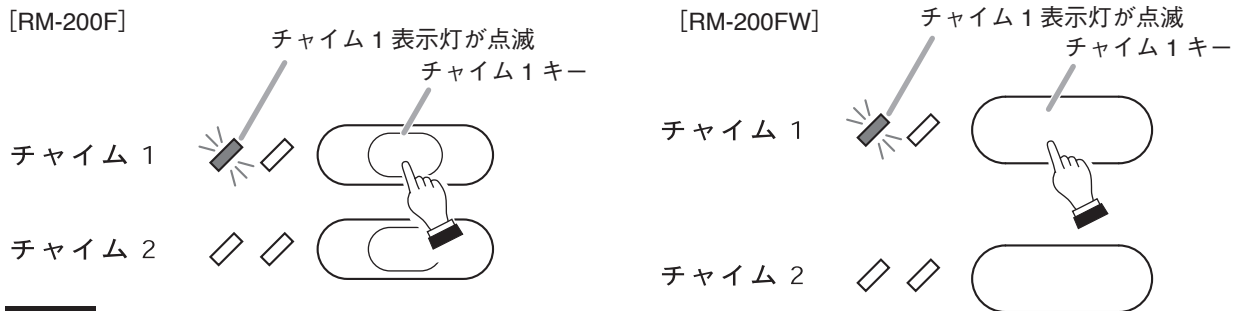 [RM-200F]
チャイム 1 表示灯が点滅
チャイム 1 キー
チャイム 1
チャイム 2
[RM-200FW]
チャイム 1 表示灯が点滅
チャイム 1 キー
チャイム 1
チャイム 2